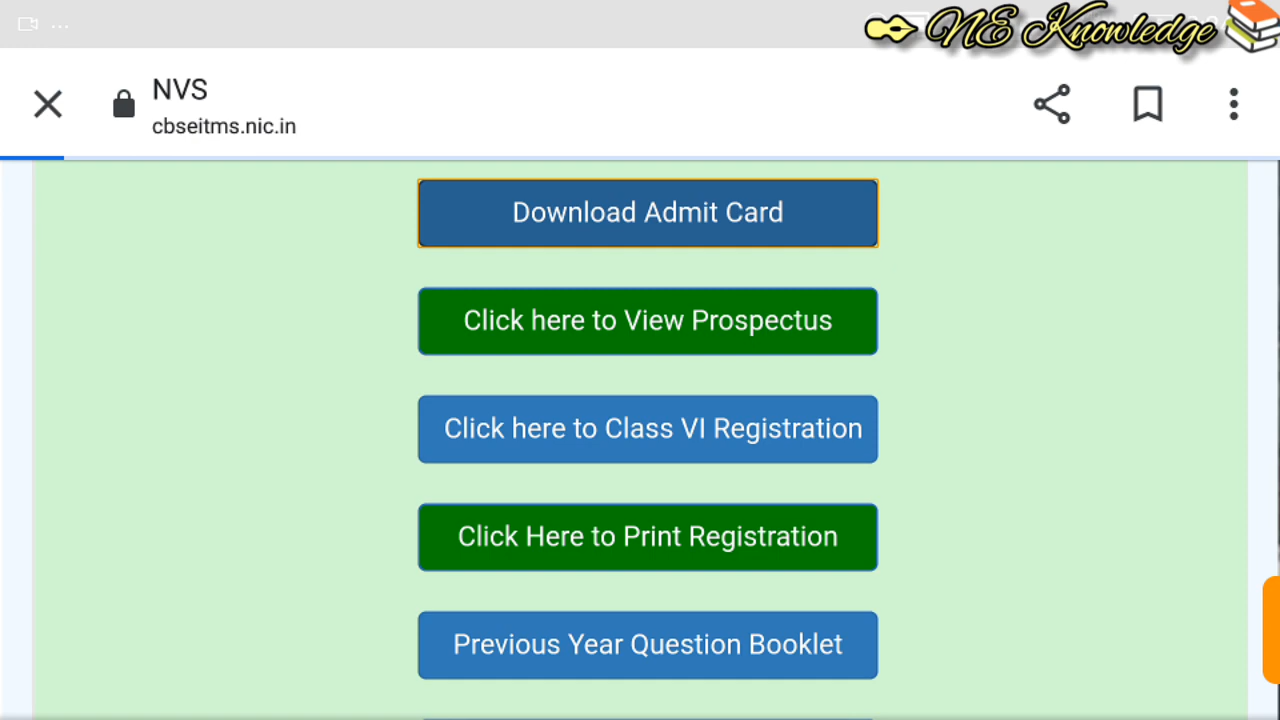 ...
NE Knowledge
NVS
cbseitms.nic.in
Download Admit Card
Click here to View Prospectus
Click here to Class VI Registration
Click Here to Print Registration
Previous Year Question Booklet